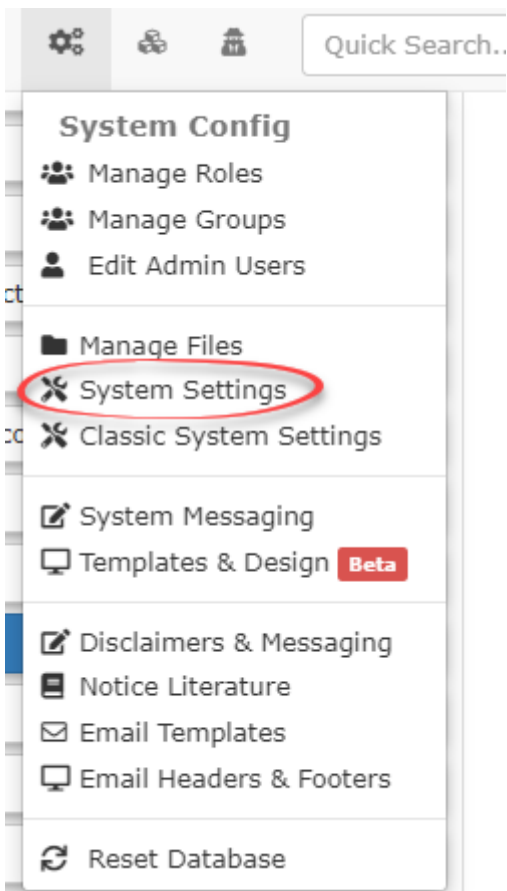 Quick Search..
System Config
Manage Roles
Manage Groups
Edit Admin Users
ct
Manage Files
System Settings
Classic System Settings
System Messaging
Templates & Design Beta
Disclaimers & Messaging
Notice Literature
Email Templates
Email Headers & Footers
Reset Database